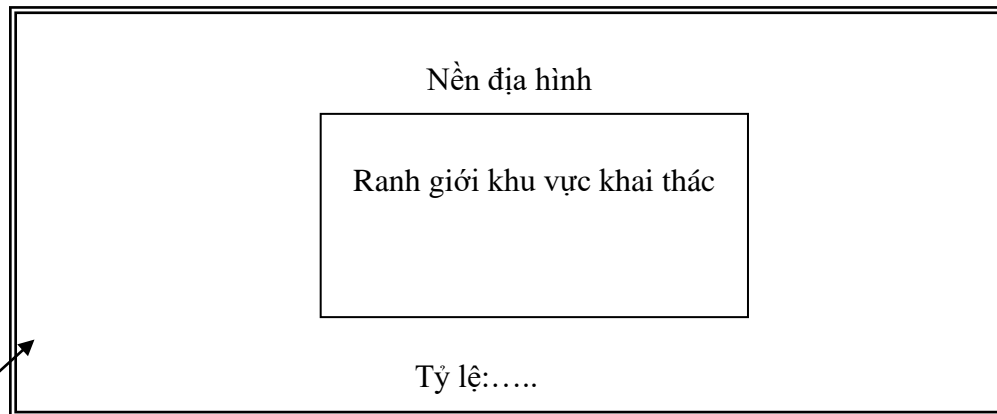 Nền địa hình
Ranh giới khu vực khai thác
Tỷ lệ:…..